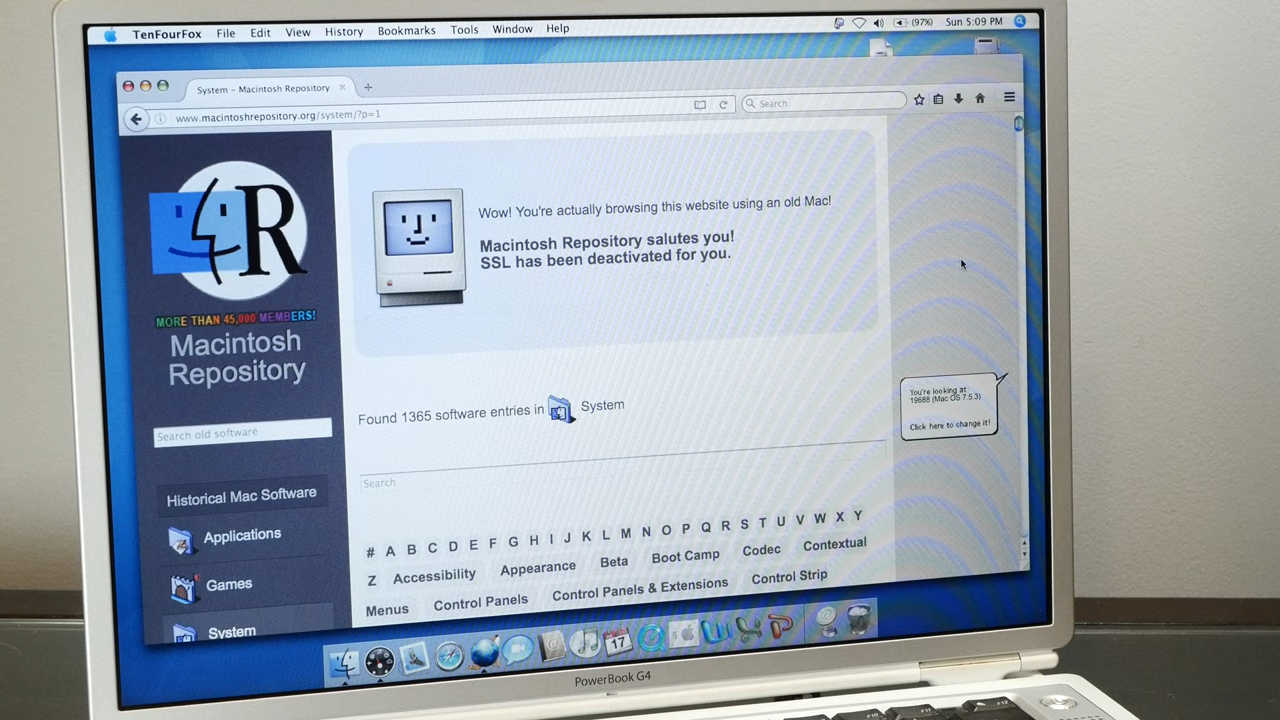 TenFourFox File Edit View History Bookmarks Tools Window Help (97%) Sun 5:09 PM
System – Macintosh Repository
www.macintoshrepository.org/system/?p=1
Search
R
MORE THAN 45,000 MEMBERS!
Macintosh
Repository
Search old software
Historical Mac Software
Applications
Games
System
Wow! You're actually browsing this website using an old Mac!
Macintosh Repository salutes you!
SSL has been deactivated for you.
Found 1365 software entries in System
Search
# A B C D E F G H I J K L M N O P Q R S T U V W X Y
Z Accessibility Appearance Beta Boot Camp Codec Contextual
Menus Control Panels Control Panels & Extensions Control Strip
You're looking at:
19688 (Mac OS 7.5.3)
Click here to change it!
17
PowerBook G4
F10 F11 F12